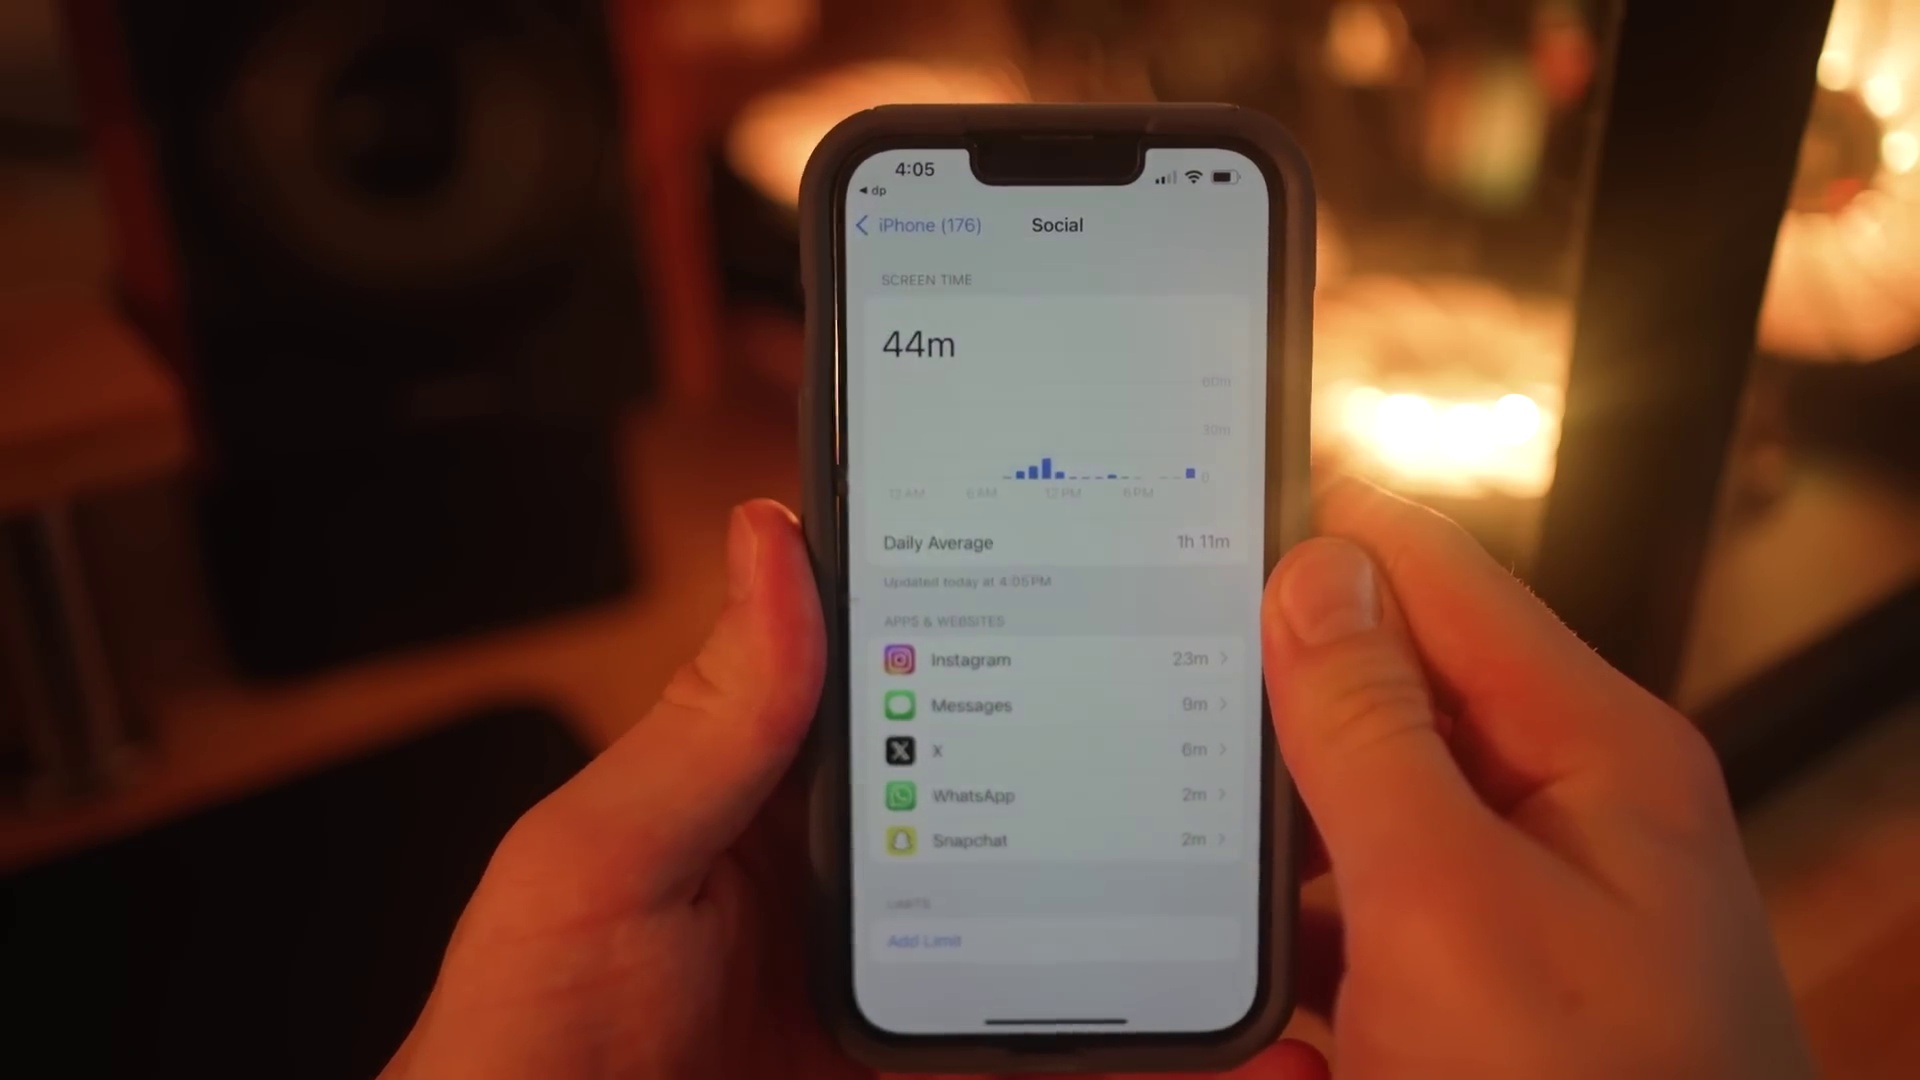 4:05
◀ dp
iPhone (176)
Social
SCREEN TIME
44m
60m
30m
0
12 AM 6 AM 12 PM 6 PM
Daily Average 1h 11m
Updated today at 4:05 PM
APPS & WEBSITES
Instagram 23m
Messages
X 6m
WhatsApp 2m
Snapchat 2m
LIMITS
Add Limit